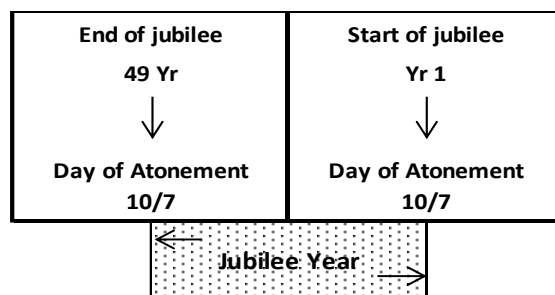 End of jubilee
49 Yr
Day of Atonement
10/7
Start of jubilee
Yr 1
Day of Atonement
10/7
Jubilee Year